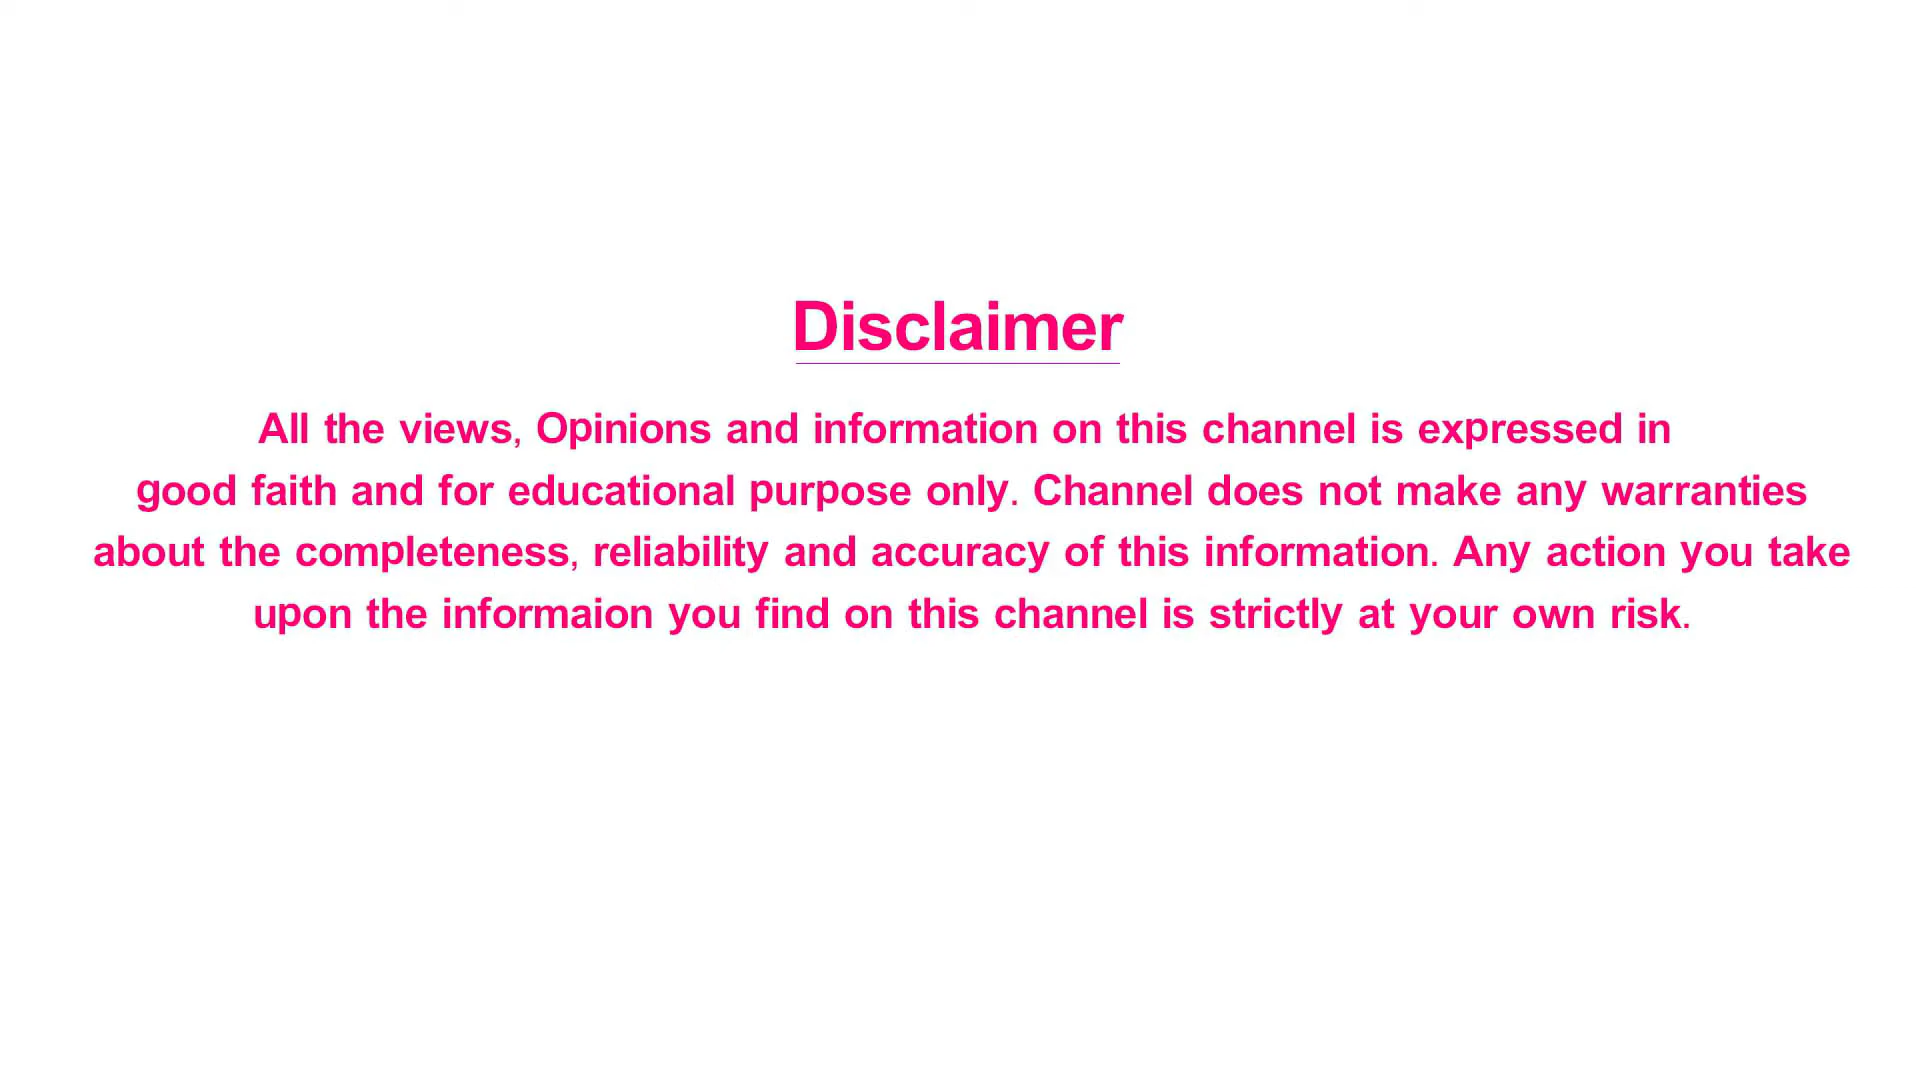 Disclaimer
All the views, Opinions and information on this channel is expressed in
good faith and for educational purpose only. Channel does not make any warranties
about the completeness, reliability and accuracy of this information. Any action you take
upon the informaion you find on this channel is strictly at your own risk.